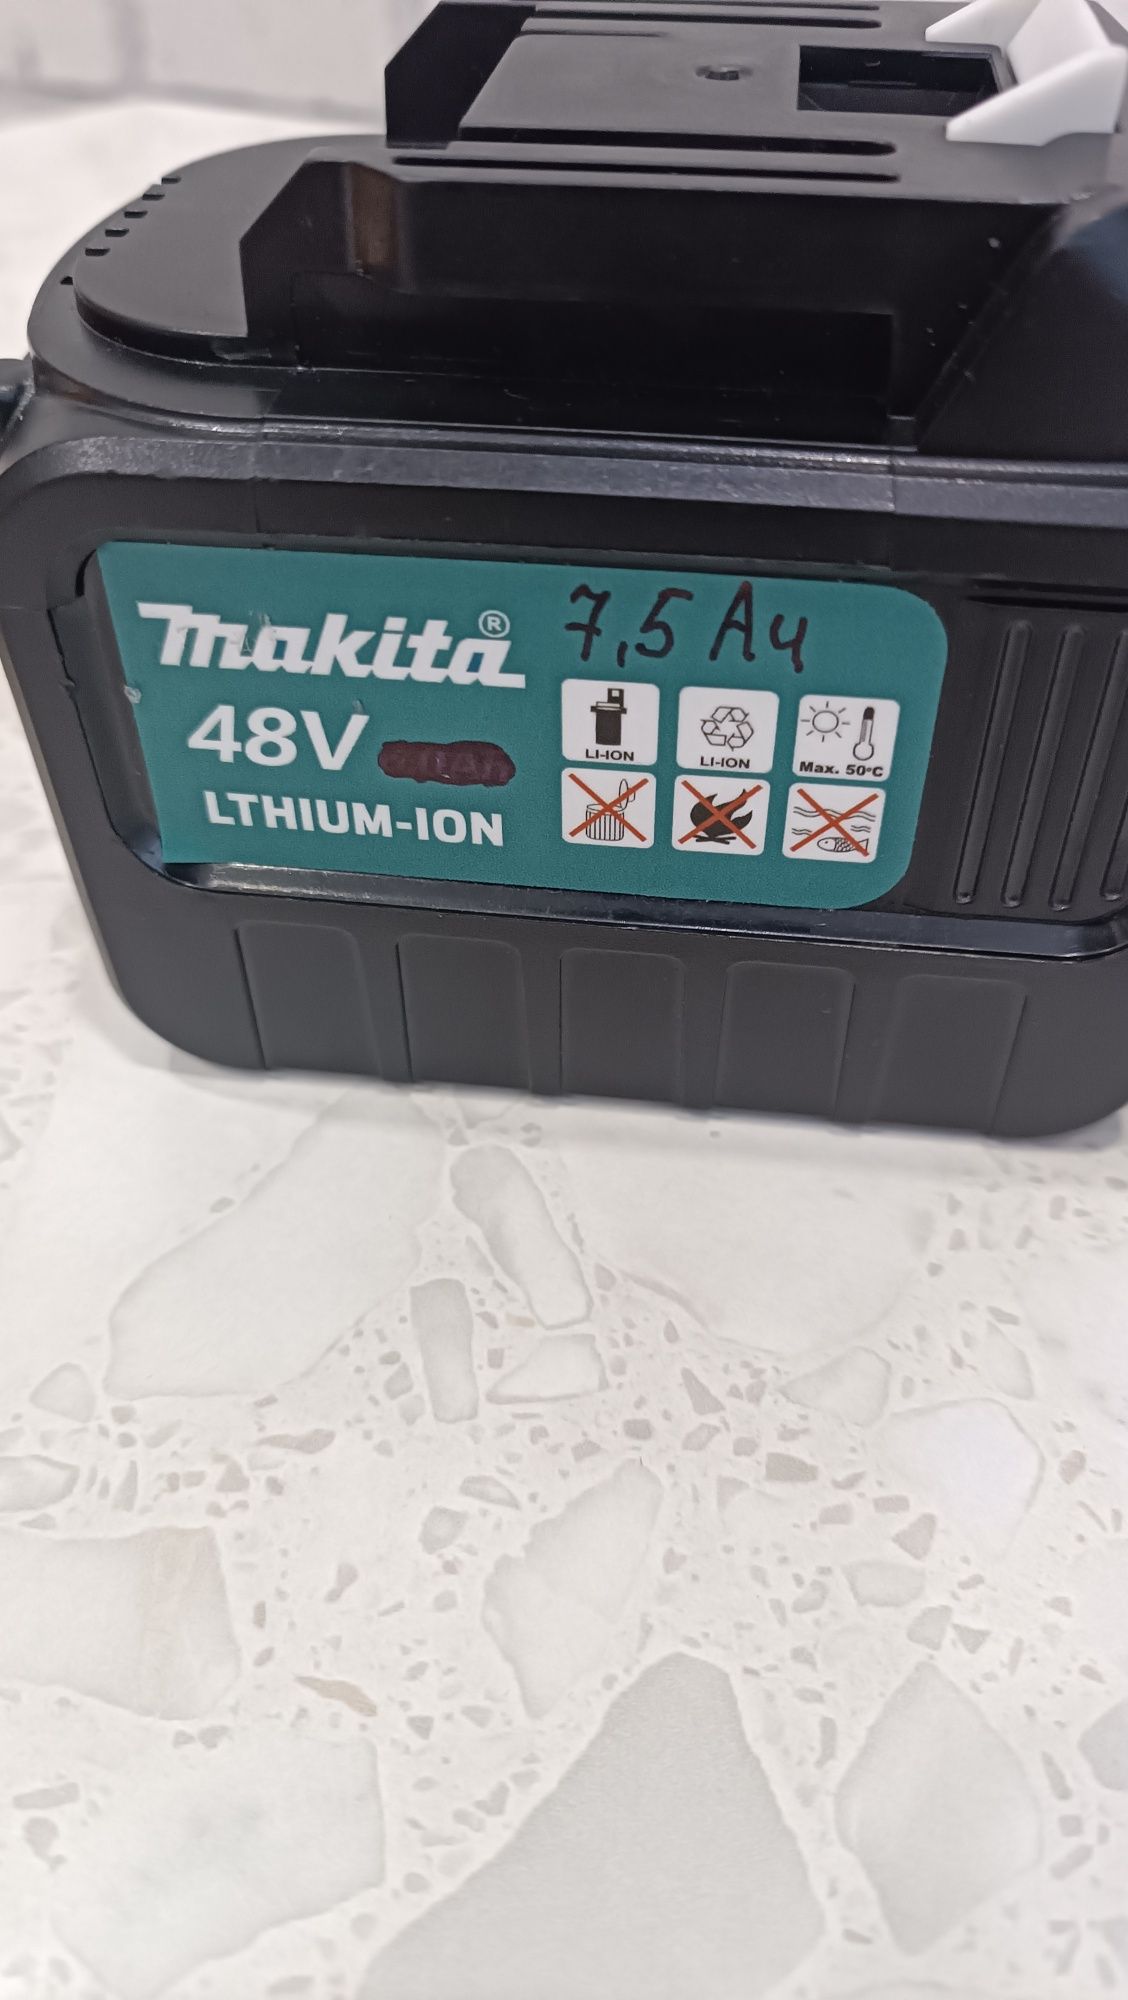 makita® 7,5 Ач
48V
LTHIUM-ION
LI-ION
LI-ION
Max. 50°C